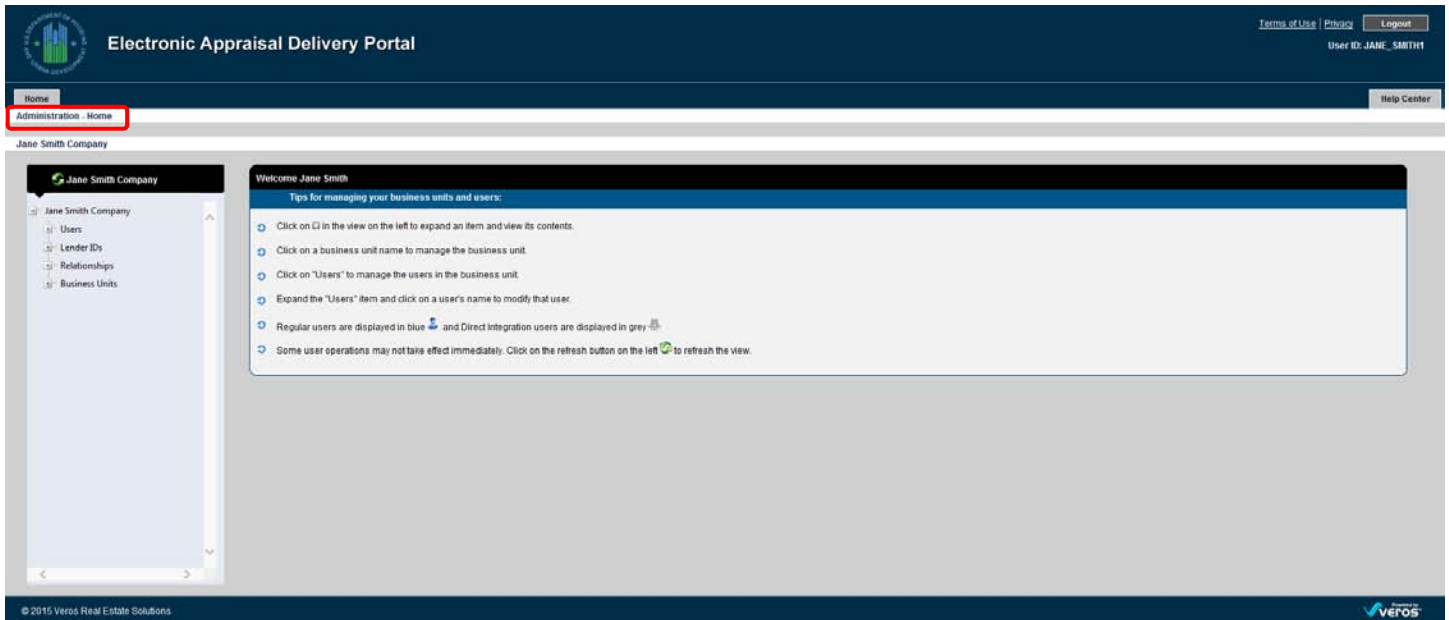 Terms of Use | Privacy Logout
Electronic Appraisal Delivery Portal
User ID: JANE_SMITH1
Home
Help Center
Administration - Home
Jane Smith Company
Jane Smith Company
Jane Smith Company
Users
Lender IDs
Relationships
Business Units
Welcome Jane Smith
Tips for managing your business units and users:
Click on in the view on the left to expand an item and view its contents.
Click on a business unit name to manage the business unit.
Click on "Users" to manage the users in the business unit.
Expand the "Users" item and click on a user's name to modify that user.
Regular users are displayed in blue and Direct Integration users are displayed in grey
Some user operations may not take effect immediately. Click on the refresh button on the left to refresh the view.
© 2015 Veros Real Estate Solutions
Powered by
veros